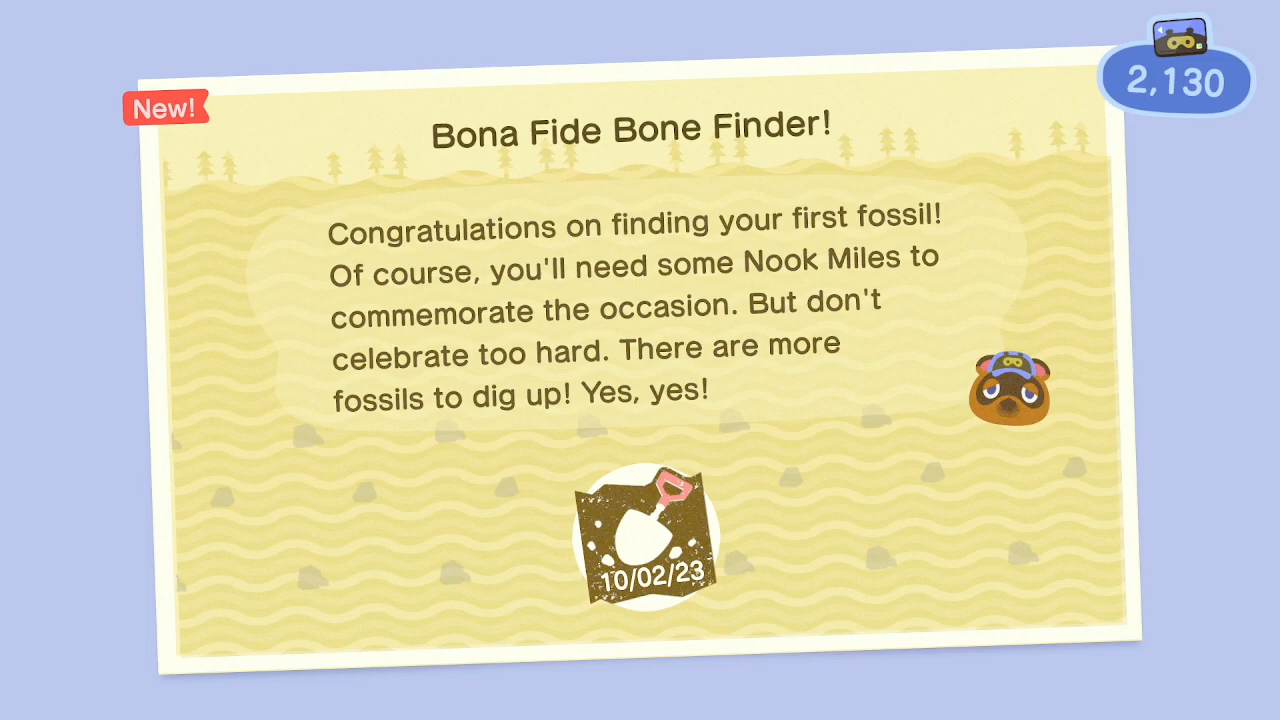 2,130
New!
Bona Fide Bone Finder!
Congratulations on finding your first fossil!
Of course, you'll need some Nook Miles to
commemorate the occasion. But don't
celebrate too hard. There are more
fossils to dig up! Yes, yes!
10/02/23